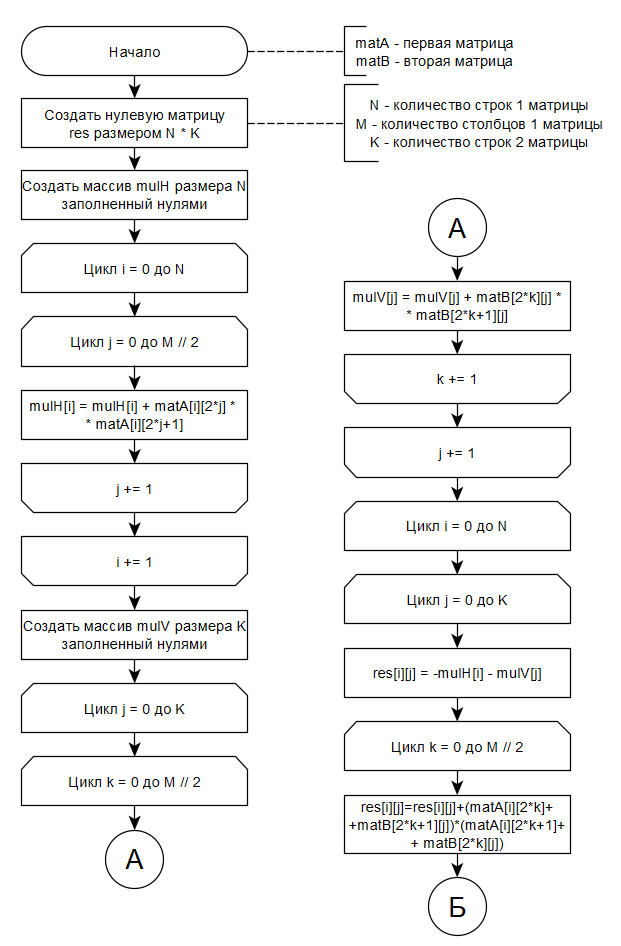 Начало
matA - первая матрица
matB - вторая матрица
Создать нулевую матрицу
res размером N * K
N - количество строк 1 матрицы
M - количество столбцов 1 матрицы
K - количество строк 2 матрицы
Создать массив mulH размера N
заполненный нулями
Цикл i = 0 до N
Цикл j = 0 до M // 2
mulH[i] = mulH[i] + matA[i][2*j] *
* matA[i][2*j+1]
j += 1
i += 1
Создать массив mulV размера K
заполненный нулями
Цикл j = 0 до K
Цикл k = 0 до M // 2
А
А
mulV[j] = mulV[j] + matB[2*k][j] *
* matB[2*k+1][j]
k += 1
j += 1
Цикл i = 0 до N
Цикл j = 0 до K
res[i][j] = -mulH[i] - mulV[j]
Цикл k = 0 до M // 2
res[i][j]=res[i][j]+(matA[i][2*k]+
+matB[2*k+1][j])*(matA[i][2*k+1]+
+ matB[2*k][j])
Б